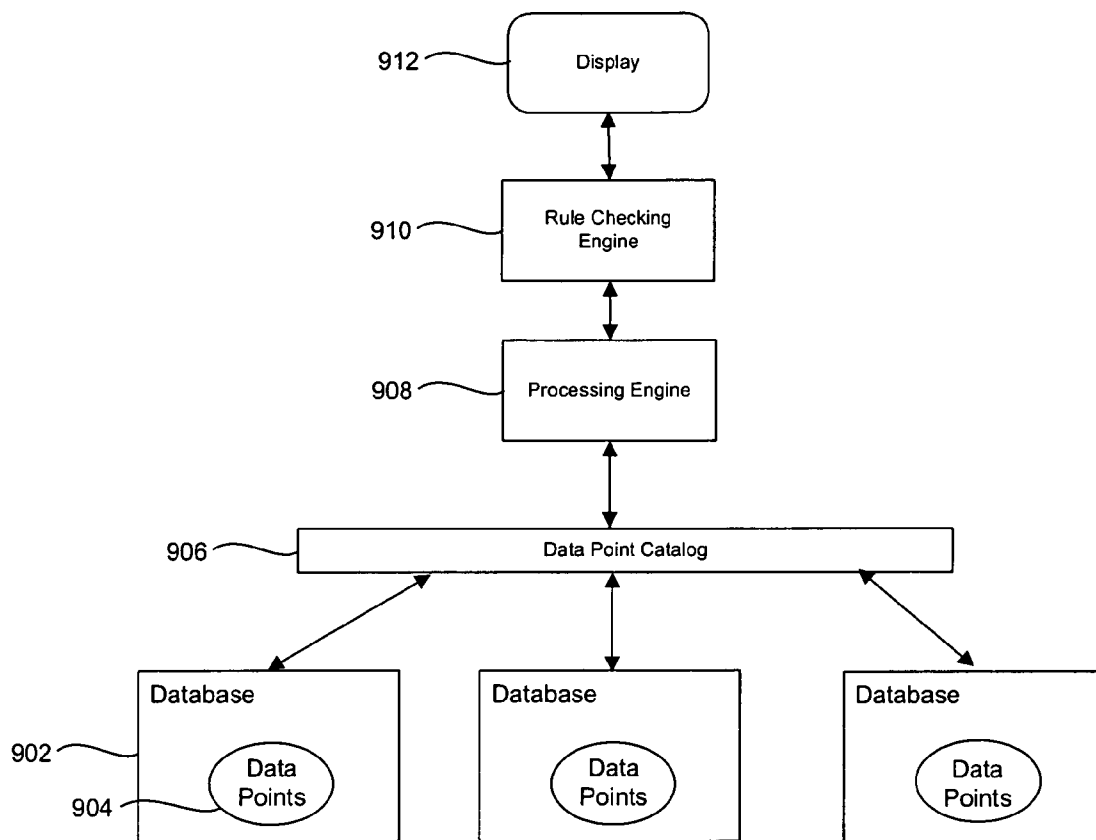 912
Display
910
Rule Checking
Engine
908
Processing Engine
906
Data Point Catalog
Database
Database
Database
902
904
Data
Points
Data
Points
Data
Points